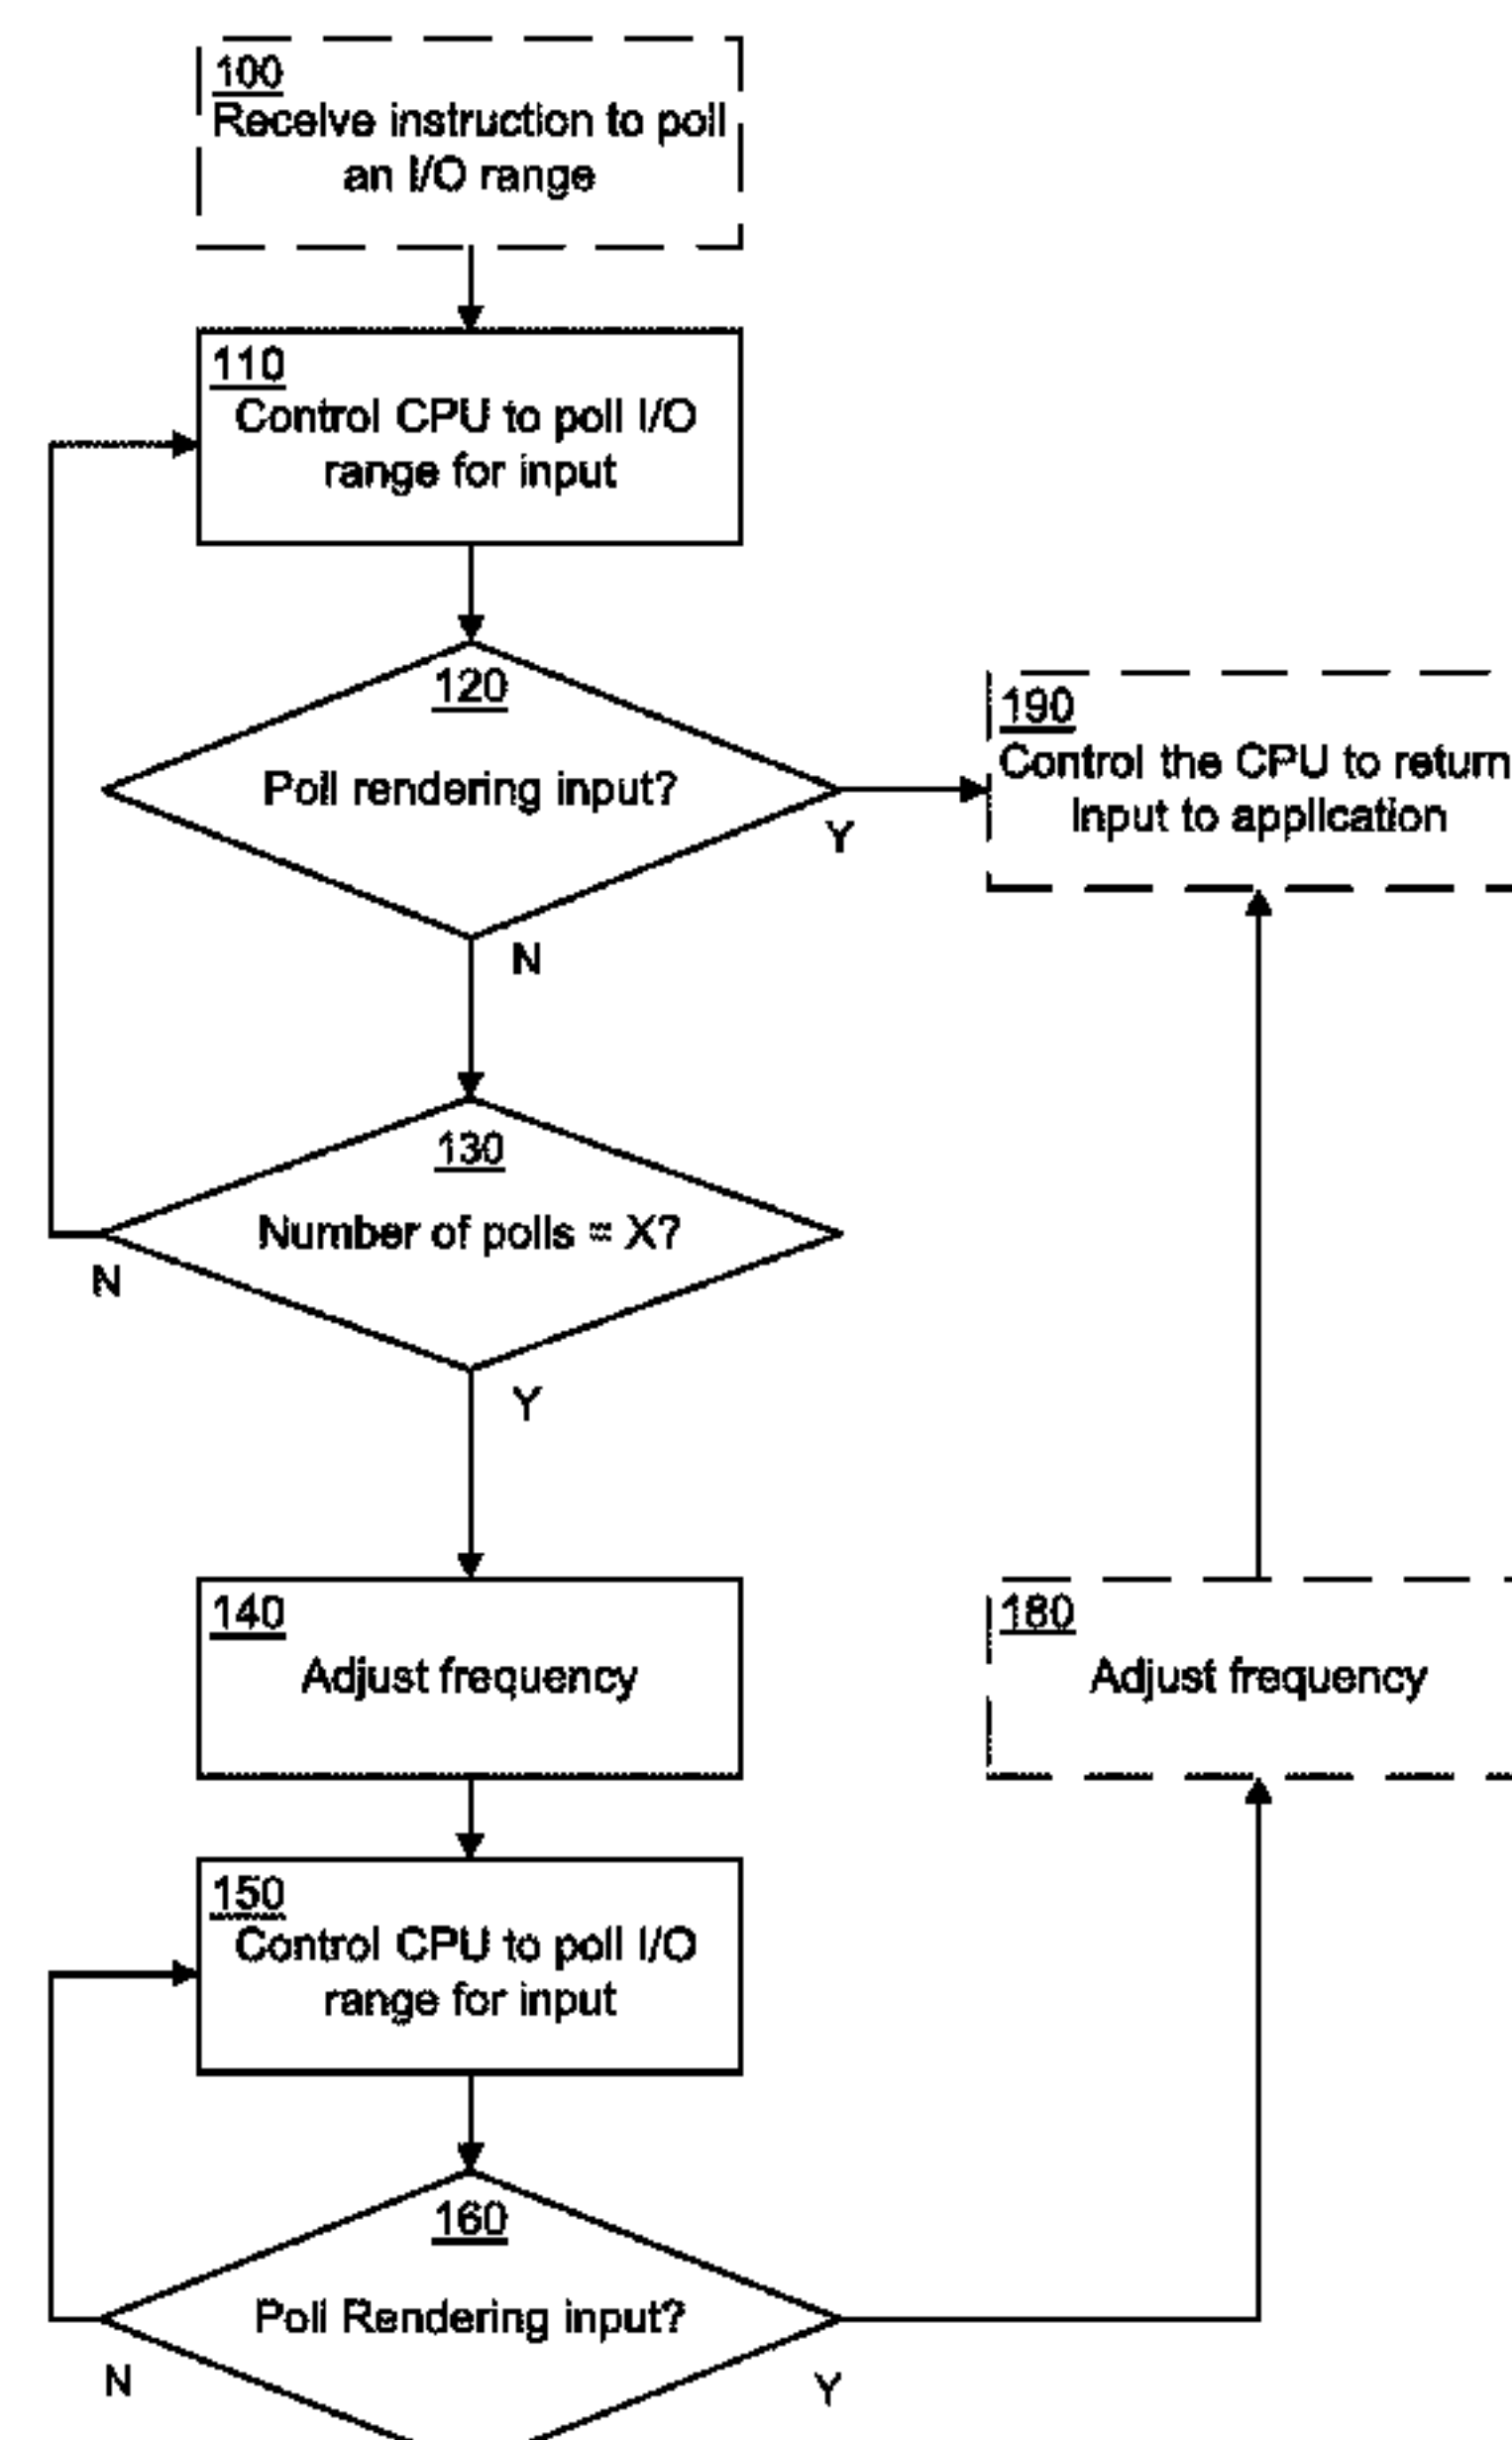 100
Receive instruction to poll
an I/O range
110
Control CPU to poll I/O
range for input
120
Poll rendering input?
Y
N
190
Control the CPU to return
Input to application
130
Number of polls = X?
N
Y
140
Adjust frequency
180
Adjust frequency
150
Control CPU to poll I/O
range for input
160
Poll Rendering input?
N
Y